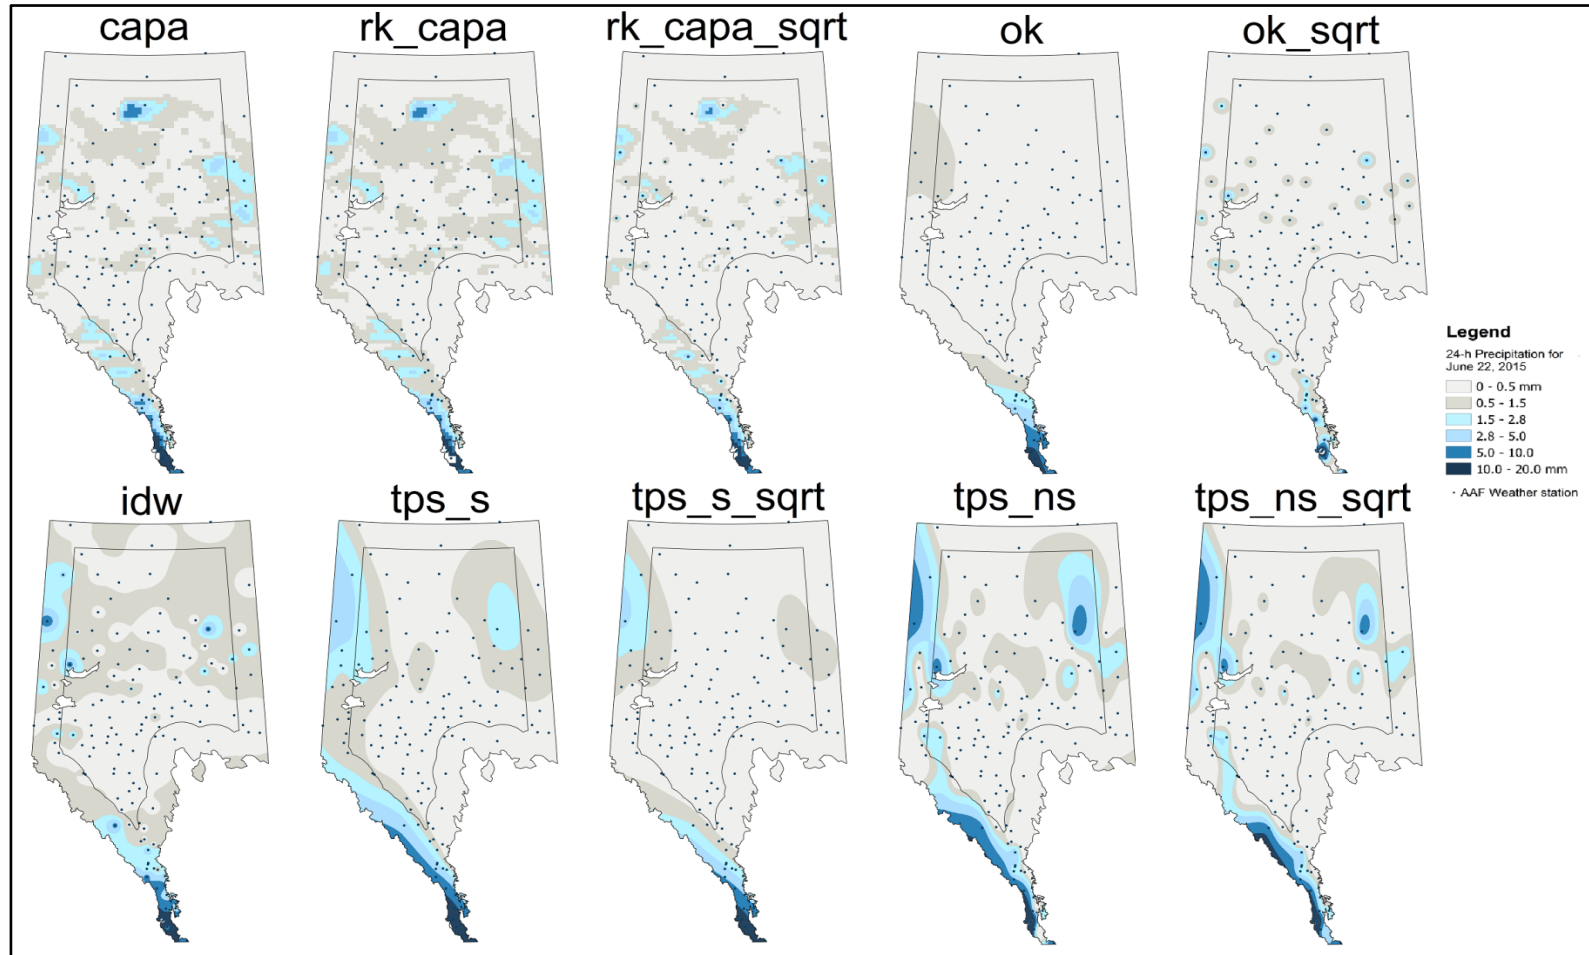 capa
rk_capa
rk_capa_sqrt
ok
ok_sqrt
Legend
24-h Precipitation for
June 22, 2015
0 - 0.5 mm
0.5 - 1.5
1.5 - 2.8
2.8 - 5.0
5.0 - 10.0
10.0 - 20.0 mm
AAF Weather station
idw
tps_s
tps_s_sqrt
tps_ns
tps_ns_sqrt